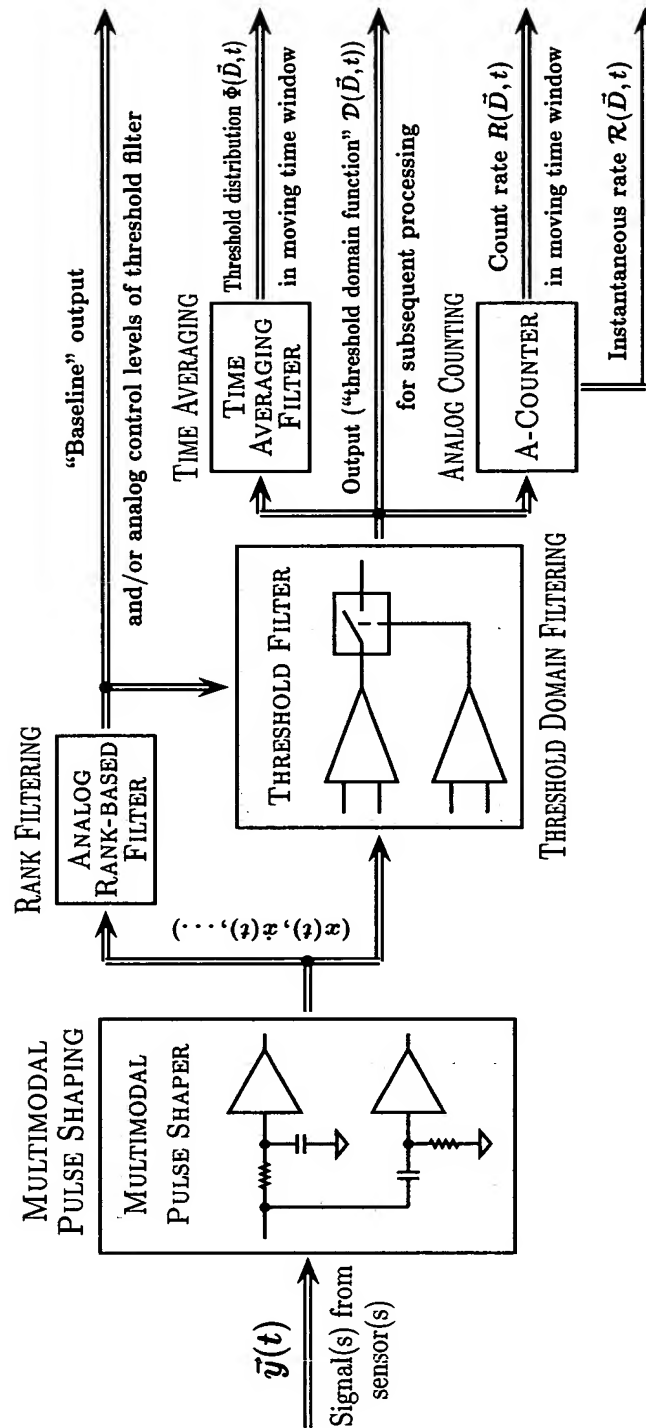 "Baseline" output
and/or analog control levels of threshold filter
RANK FILTERING
ANALOG
RANK-BASED
FILTER
TIME AVERAGING
TIME
AVERAGING
FILTER
Threshold distribution Φ(D⃗,t)
in moving time window
MULTIMODAL
PULSE SHAPING
MULTIMODAL
PULSE SHAPER
y⃗(t)
Signal(s) from
sensor(s)
(x(t), ẋ(t), ...)
THRESHOLD FILTER
THRESHOLD DOMAIN FILTERING
Output ("threshold domain function" 𝒟(D⃗,t))
for subsequent processing
ANALOG COUNTING
A-COUNTER
Count rate R(D⃗,t)
in moving time window
Instantaneous rate ℛ(D⃗,t)